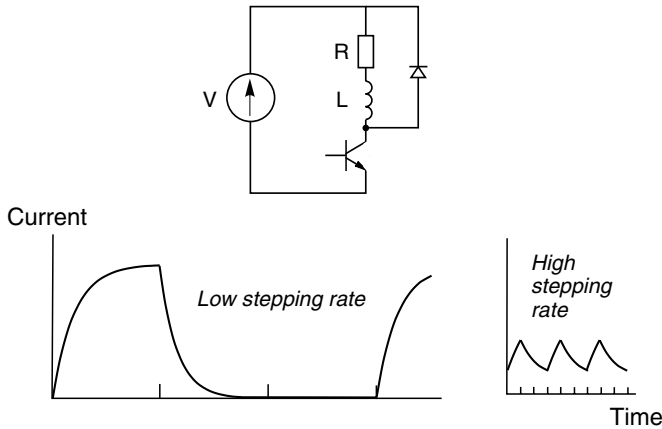 R
V
L
Current
Low stepping rate
High
stepping
rate
Time